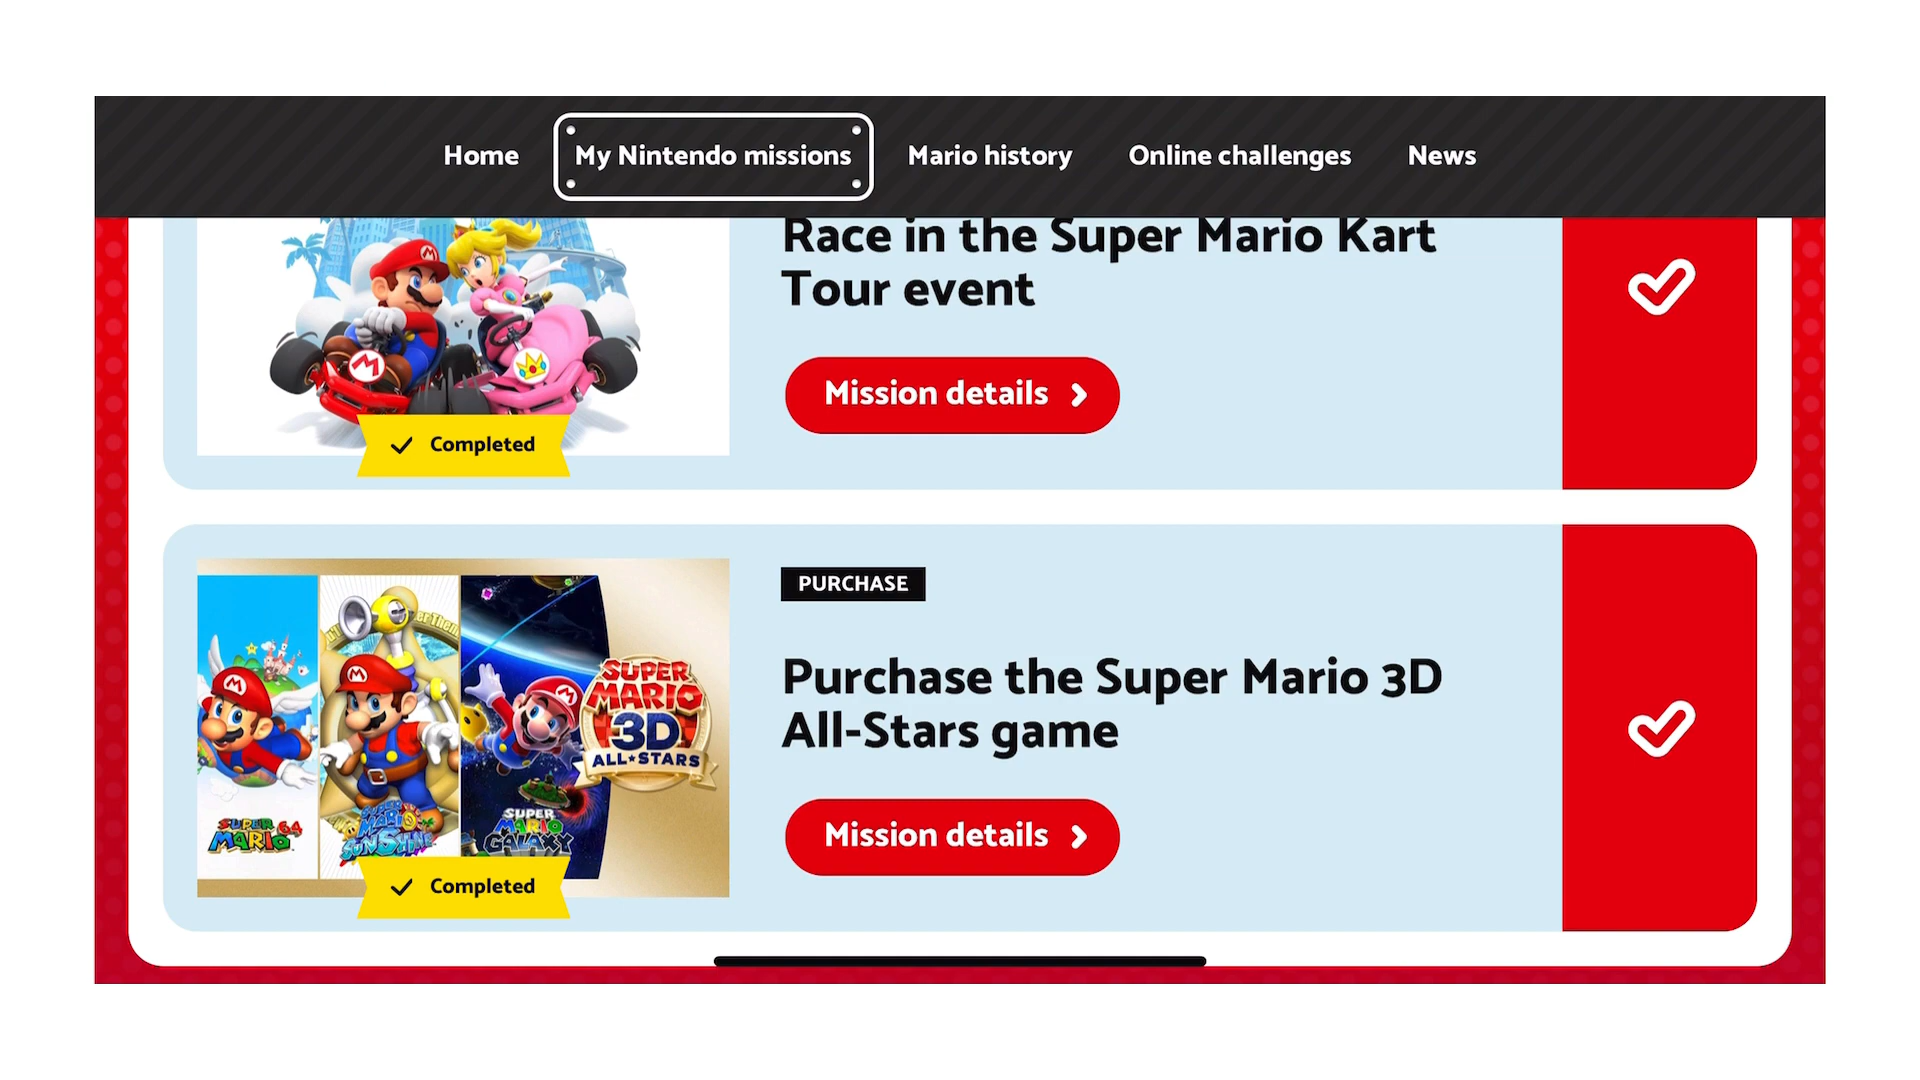 Home
My Nintendo missions
Mario history
Online challenges
News
Race in the Super Mario Kart
Tour event
Mission details
Completed
PURCHASE
Purchase the Super Mario 3D
All-Stars game
Mission details
SUPER
MARIO
3D
ALL★STARS
SUPER
MARIO 64
SUPER
MARIO
SUNSHINE
SUPER
MARIO
GALAXY
Completed